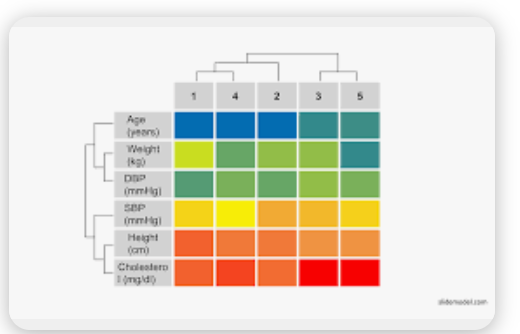 1 4 2 3 5
Age
(years)
Weight
(kg)
DBP
(mmHg)
SBP
(mmHg)
Height
(cm)
Cholestero
l (mg/dl)
slidemodel.com